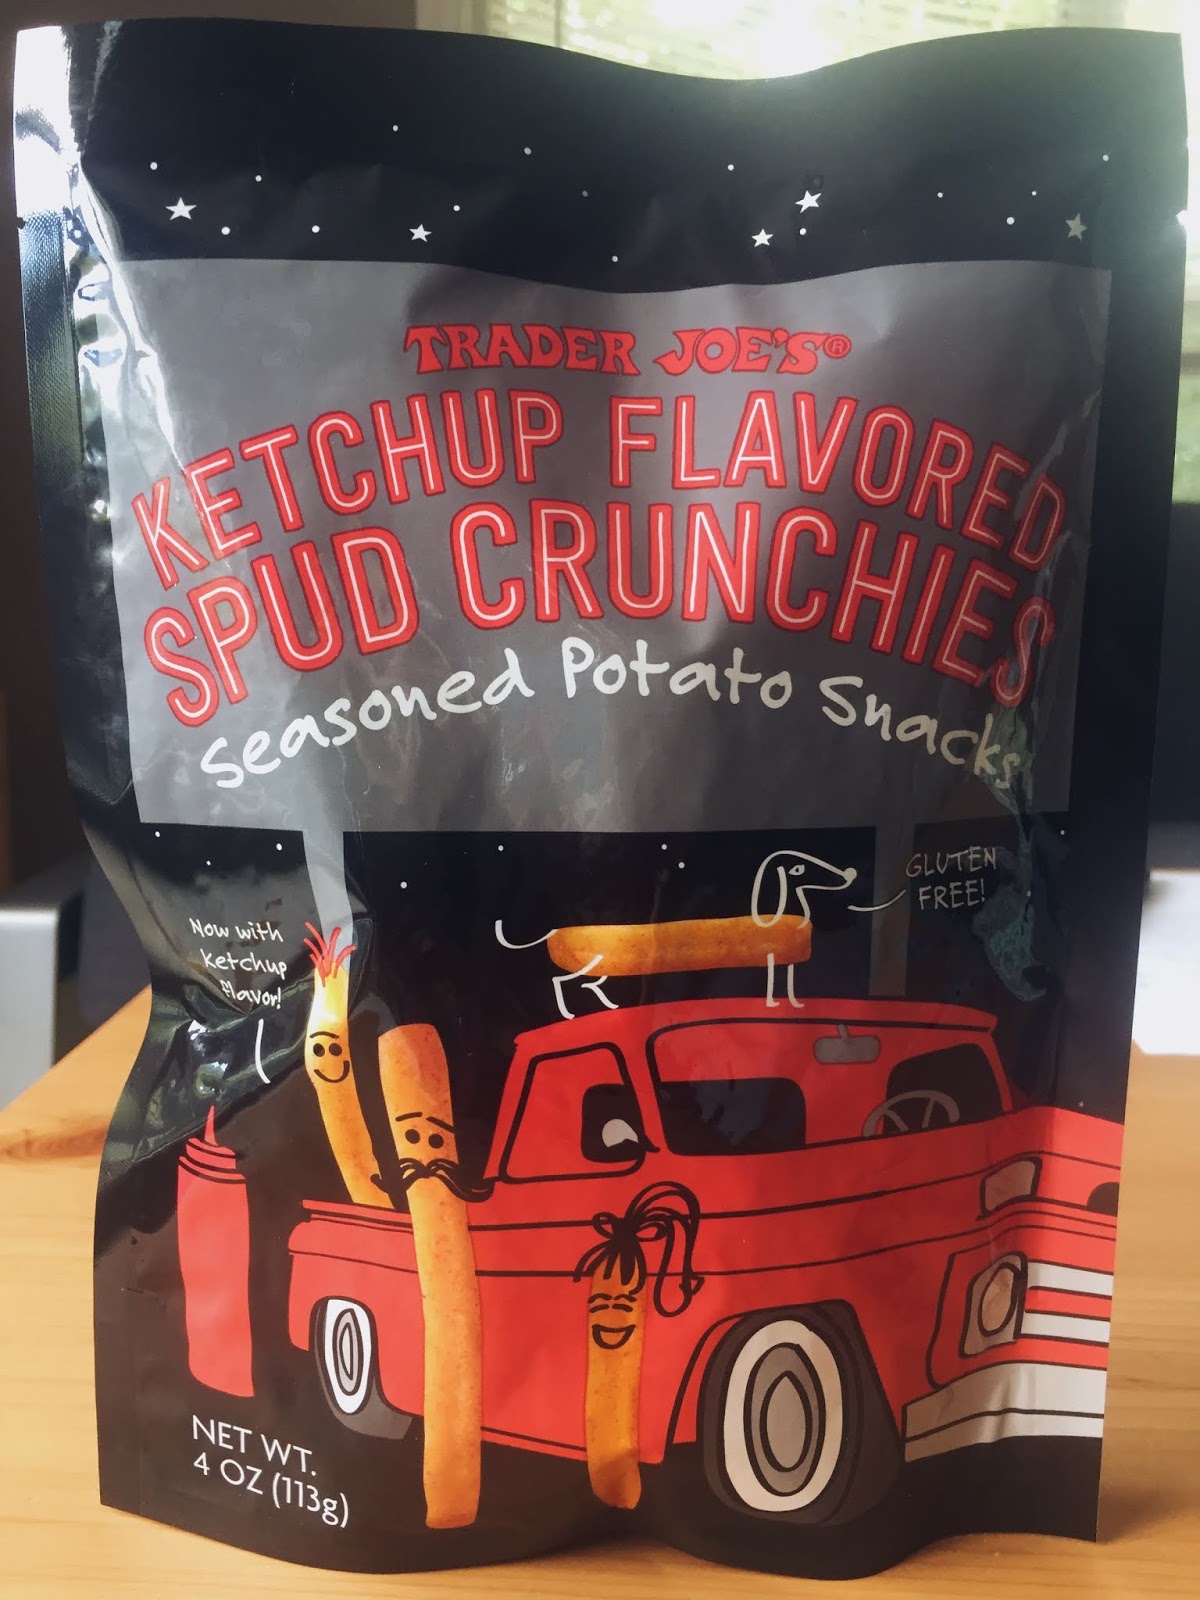 TRADER JOE'S®
KETCHUP FLAVORED
SPUD CRUNCHIES
Seasoned Potato Snacks
GLUTEN
FREE!
Now with
ketchup
flavor!
NET WT.
4 OZ (113g)